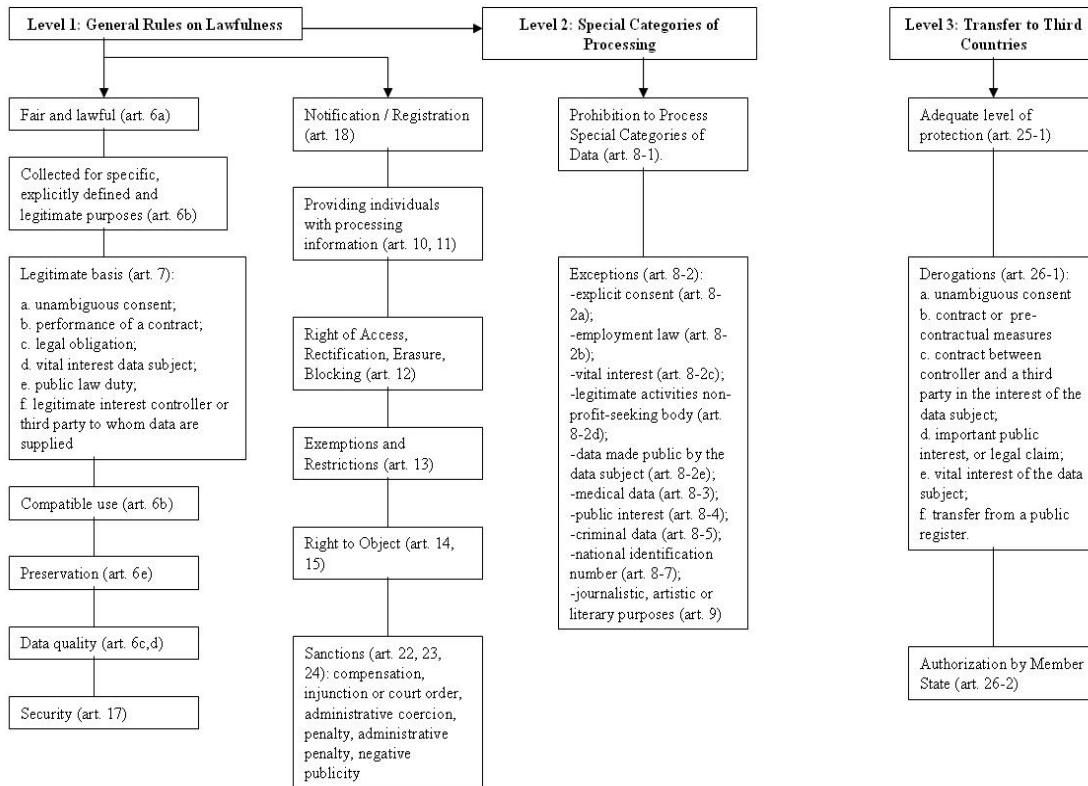 Level 1: General Rules on Lawfulness
Level 2: Special Categories of
Processing
Level 3: Transfer to Third
Countries
Fair and lawful (art. 6a)
Collected for specific,
explicitly defined and
legitimate purposes (art. 6b)
Legitimate basis (art. 7):
a. unambiguous consent;
b. performance of a contract;
c. legal obligation;
d. vital interest data subject;
e. public law duty;
f. legitimate interest controller or
third party to whom data are
supplied
Compatible use (art. 6b)
Preservation (art. 6e)
Data quality (art. 6c,d)
Security (art. 17)
Notification / Registration
(art. 18)
Providing individuals
with processing
information (art. 10, 11)
Right of Access,
Rectification, Erasure,
Blocking (art. 12)
Exemptions and
Restrictions (art. 13)
Right to Object (art. 14,
15)
Sanctions (art. 22, 23,
24): compensation,
injunction or court order,
administrative coercion,
penalty, administrative
penalty, negative
publicity
Prohibition to Process
Special Categories of
Data (art. 8-1).
Exceptions (art. 8-2):
-explicit consent (art. 8-
2a);
-employment law (art. 8-
2b);
-vital interest (art. 8-2c);
-legitimate activities non-
profit-seeking body (art.
8-2d);
-data made public by the
data subject (art. 8-2e);
-medical data (art. 8-3);
-public interest (art. 8-4);
-criminal data (art. 8-5);
-national identification
number (art. 8-7);
-journalistic, artistic or
literary purposes (art. 9)
Adequate level of
protection (art. 25-1)
Derogations (art. 26-1):
a. unambiguous consent
b. contract or pre-
contractual measures
c. contract between
controller and a third
party in the interest of the
data subject;
d. important public
interest, or legal claim;
e. vital interest of the data
subject;
f. transfer from a public
register.
Authorization by Member
State (art. 26-2)